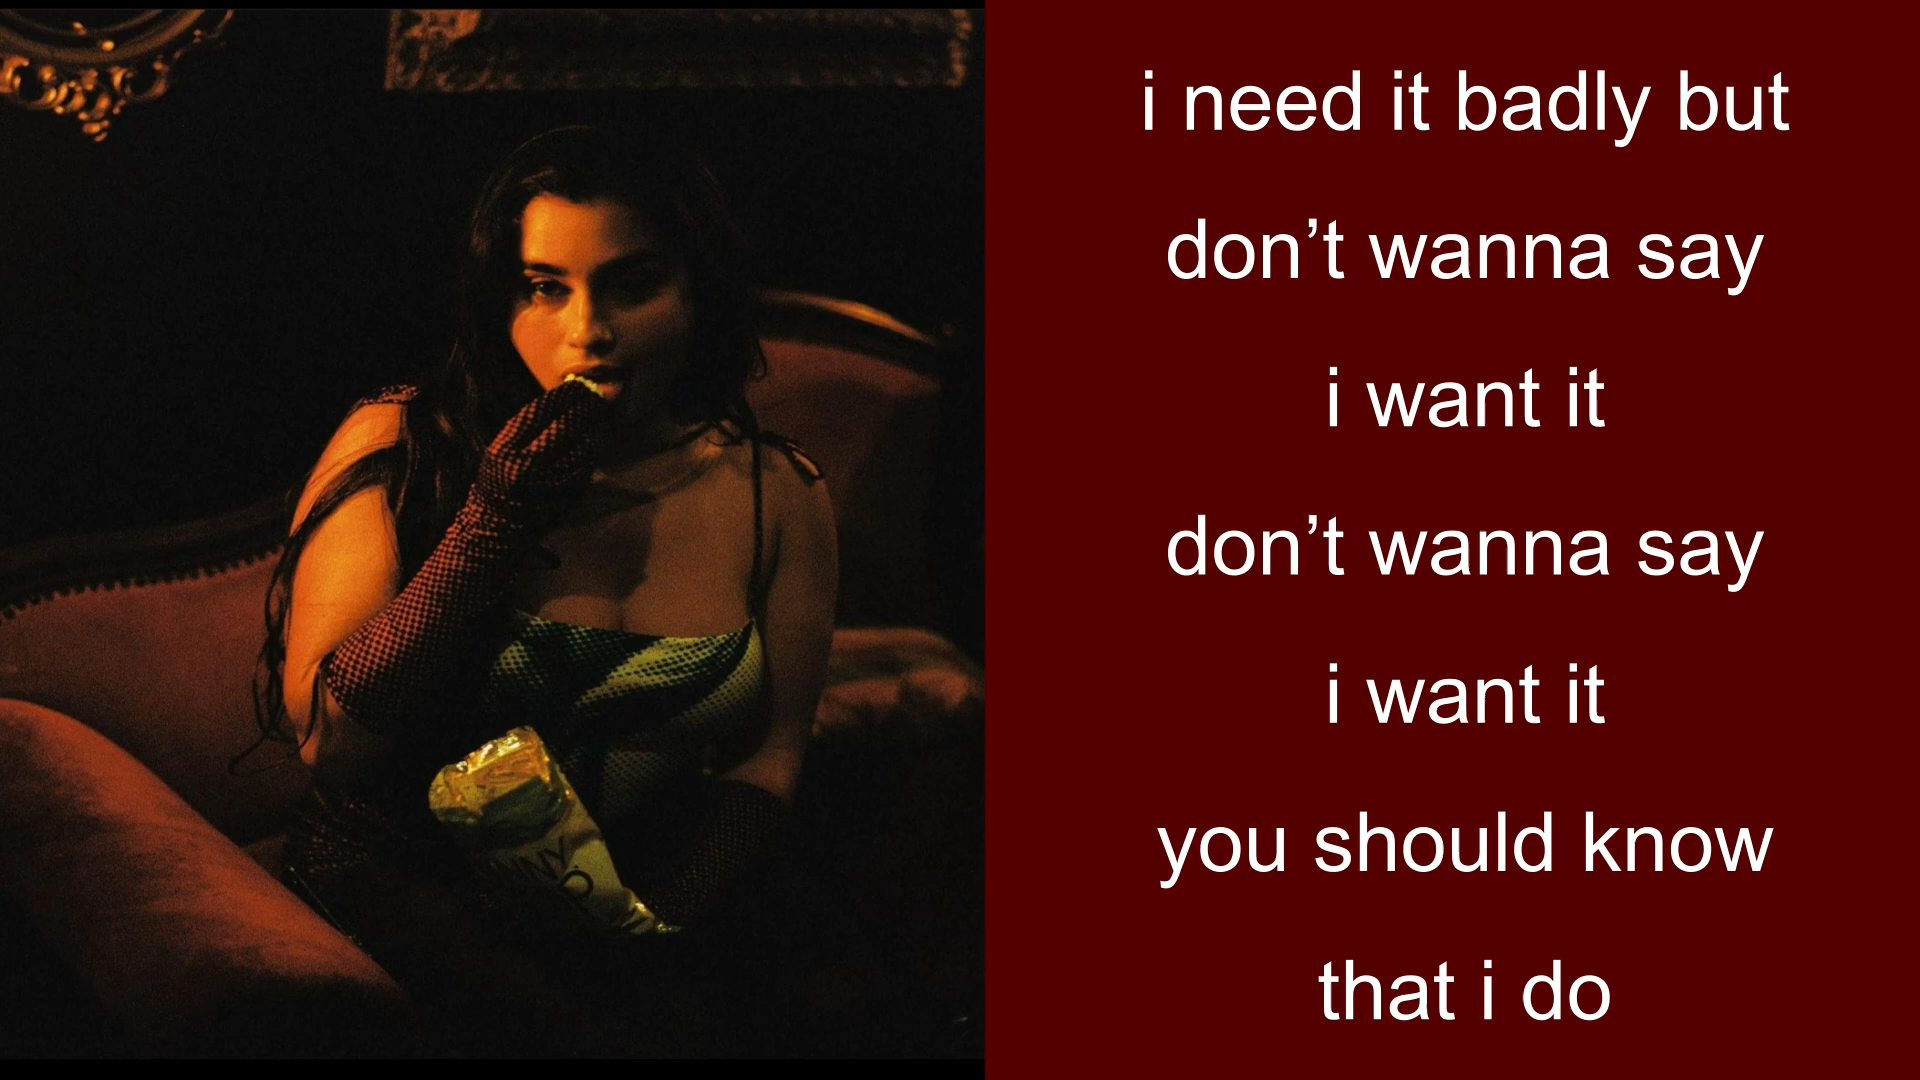 i need it badly but
don’t wanna say
i want it
don’t wanna say
i want it
you should know
that i do